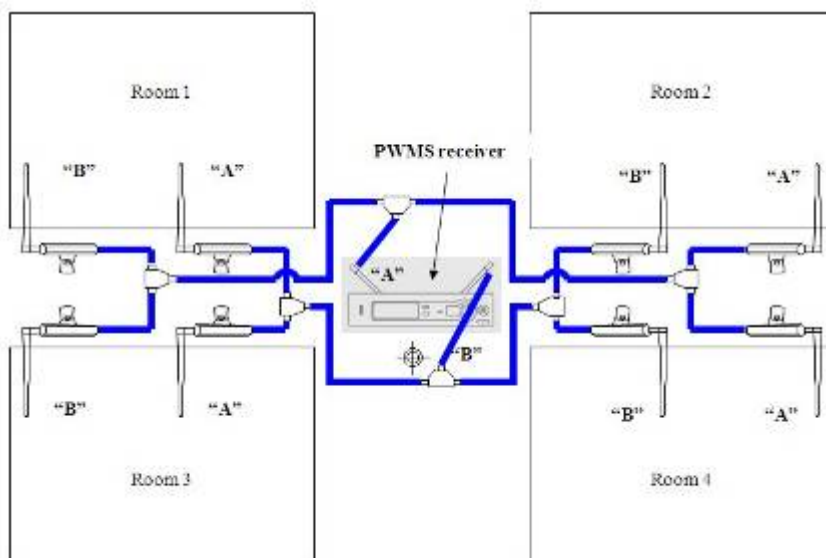 Room 1
Room 2
“B”
“A”
PWMS receiver
“B”
“A”
“A”
“B”
“B”
“A”
“B”
“A”
Room 3
Room 4